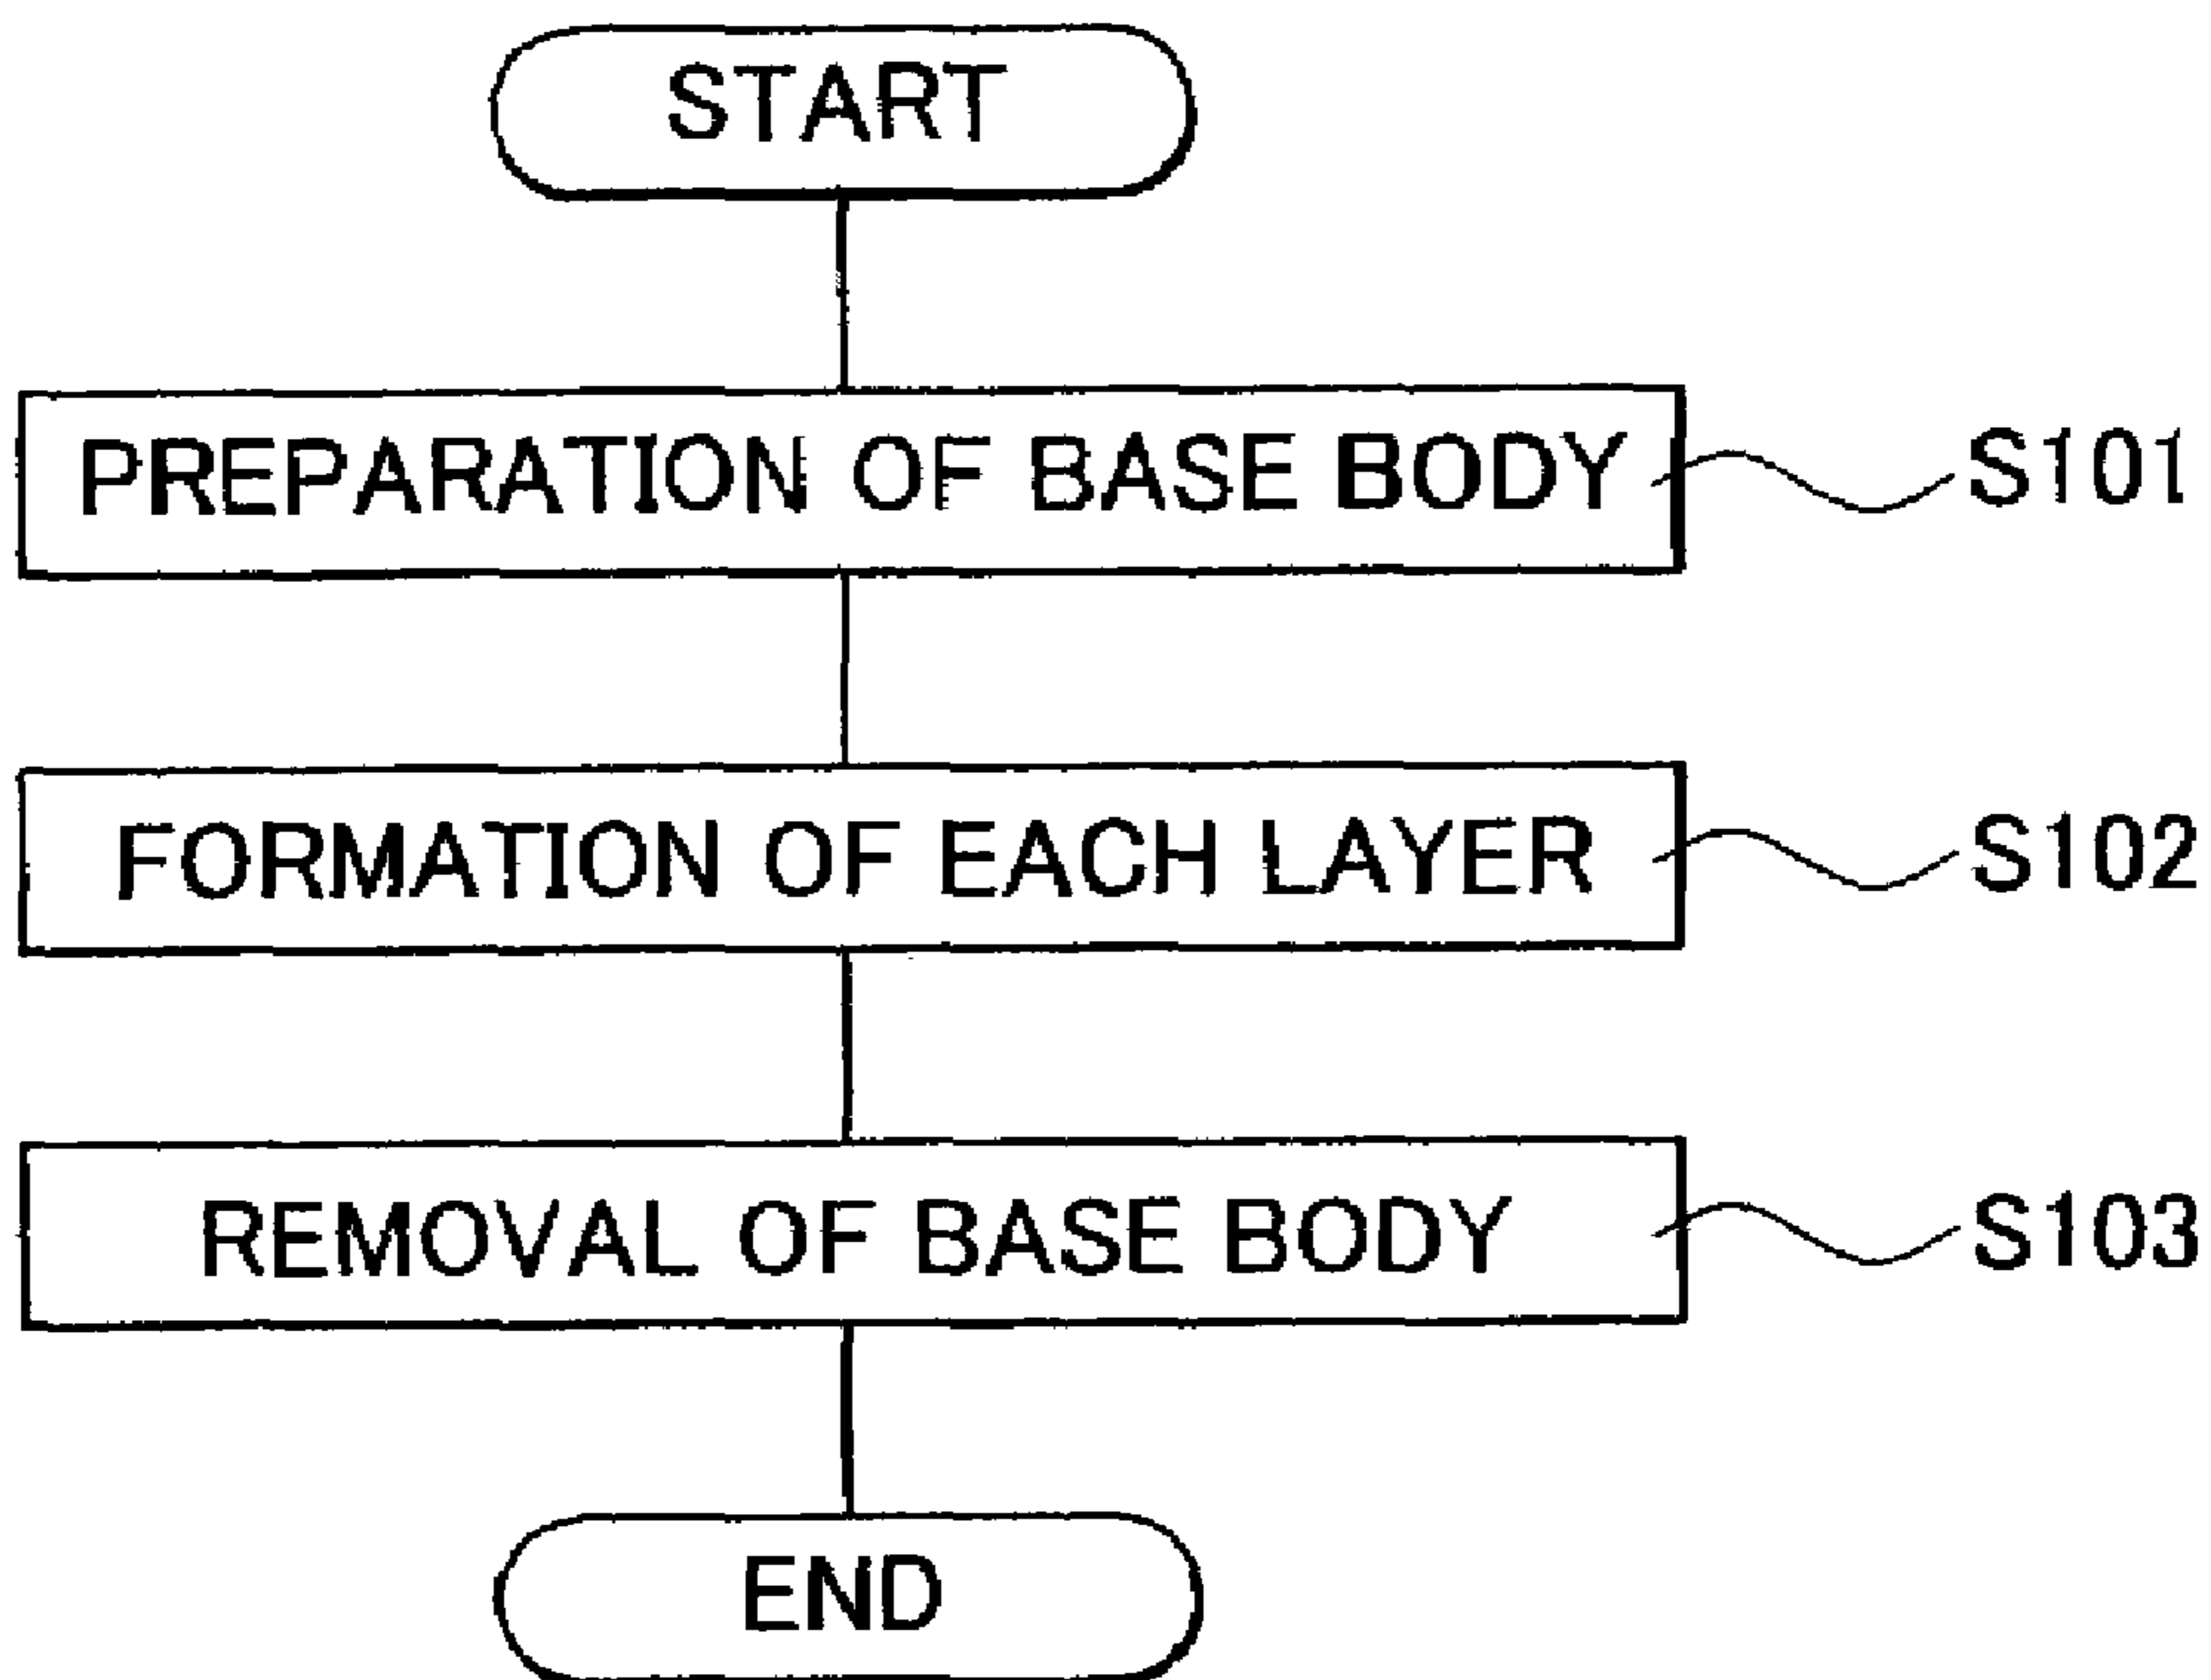 START
PREPARATION OF BASE BODY S101
FORMATION OF EACH LAYER S102
REMOVAL OF BASE BODY S103
END